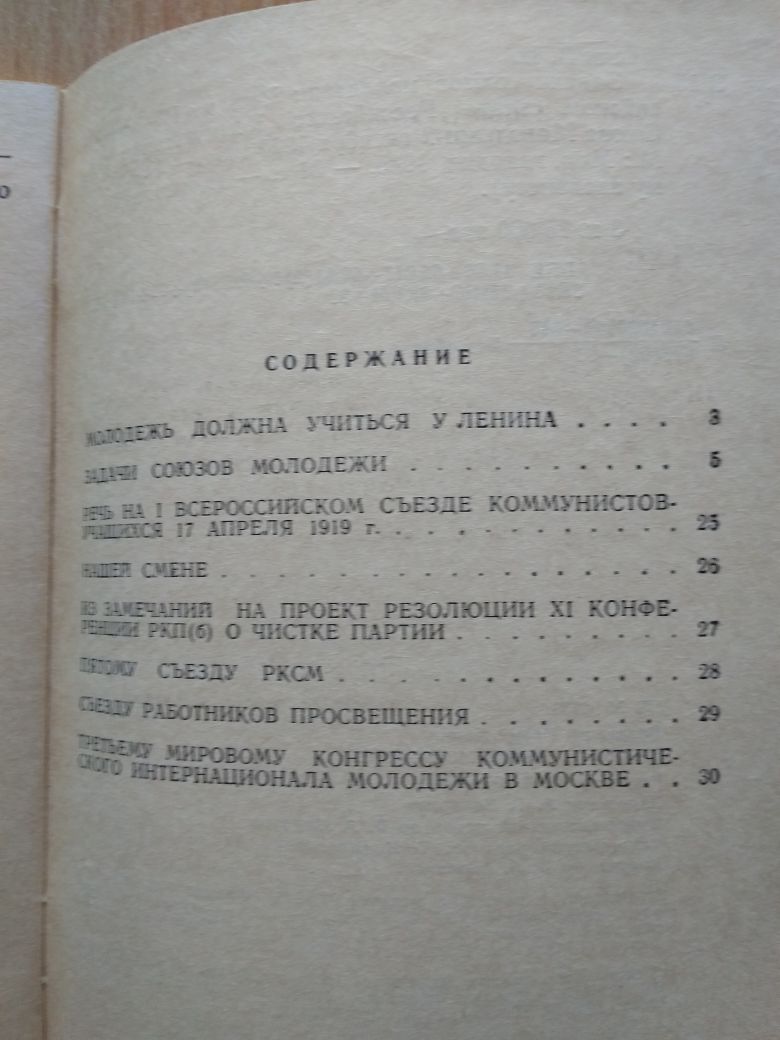 о
СОДЕРЖАНИЕ
МОЛОДЕЖЬ ДОЛЖНА УЧИТЬСЯ У ЛЕНИНА . . . . 3
ЗАДАЧИ СОЮЗОВ МОЛОДЕЖИ . . . . . . . . . . 5
РЕЧЬ НА I ВСЕРОССИЙСКОМ СЪЕЗДЕ КОММУНИСТОВ-
УЧАЩИХСЯ 17 АПРЕЛЯ 1919 г. . . . . . . . . . . 25
НАШЕЙ СМЕНЕ . . . . . . . . . . . . . . . . . 26
ИЗ ЗАМЕЧАНИЙ НА ПРОЕКТ РЕЗОЛЮЦИИ XI КОНФЕ-
РЕНЦИИ РКП(б) О ЧИСТКЕ ПАРТИИ . . . . . . . . 27
ПЯТОМУ СЪЕЗДУ РКСМ . . . . . . . . . . . . . 28
СЪЕЗДУ РАБОТНИКОВ ПРОСВЕЩЕНИЯ . . . . . . . 29
ТРЕТЬЕМУ МИРОВОМУ КОНГРЕССУ КОММУНИСТИЧЕ-
СКОГО ИНТЕРНАЦИОНАЛА МОЛОДЕЖИ В МОСКВЕ . . 30